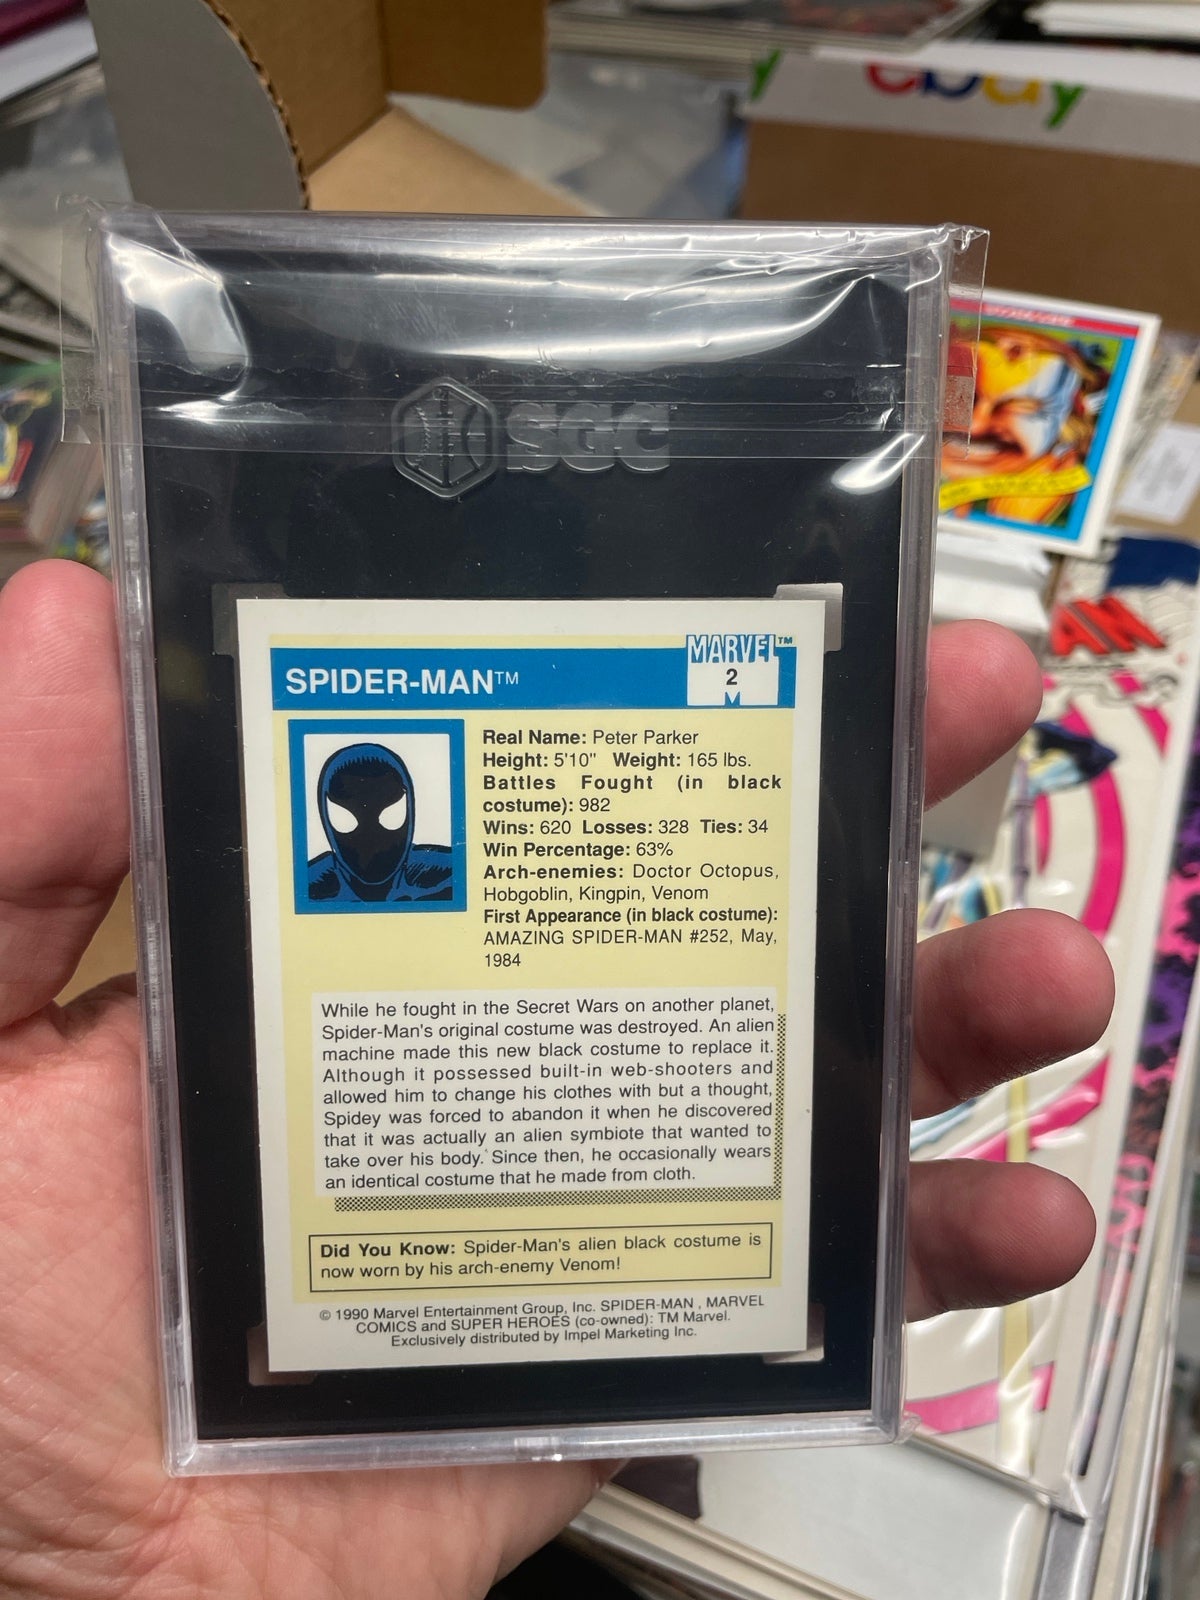 ebay
SGC
SPIDER-MAN™
MARVEL™
2
Real Name: Peter Parker
Height: 5'10" Weight: 165 lbs.
Battles Fought (in black
costume): 982
Wins: 620 Losses: 328 Ties: 34
Win Percentage: 63%
Arch-enemies: Doctor Octopus,
Hobgoblin, Kingpin, Venom
First Appearance (in black costume):
AMAZING SPIDER-MAN #252, May,
1984
While he fought in the Secret Wars on another planet,
Spider-Man's original costume was destroyed. An alien
machine made this new black costume to replace it.
Although it possessed built-in web-shooters and
allowed him to change his clothes with but a thought,
Spidey was forced to abandon it when he discovered
that it was actually an alien symbiote that wanted to
take over his body. Since then, he occasionally wears
an identical costume that he made from cloth.
Did You Know: Spider-Man's alien black costume is
now worn by his arch-enemy Venom!
© 1990 Marvel Entertainment Group, Inc. SPIDER-MAN , MARVEL
COMICS and SUPER HEROES (co-owned): TM Marvel.
Exclusively distributed by Impel Marketing Inc.
AN